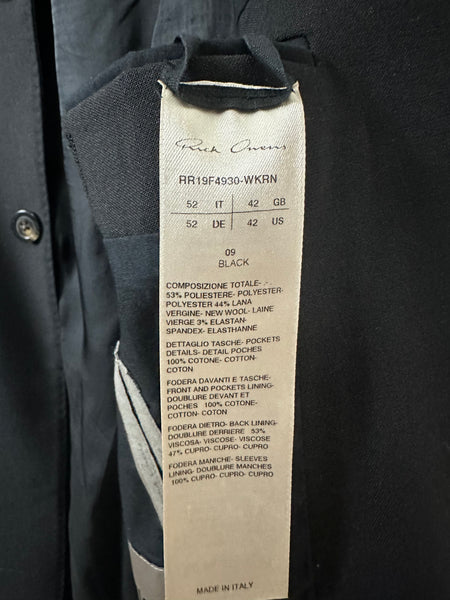 Rick Owens
RR19F4930-WKRN
52 IT 42 GB
52 DE 42 US
09
BLACK
COMPOSIZIONE TOTALE- .-
53% POLIESTERE- POLYESTER-
POLYESTER 44% LANA
VERGINE- NEW WOOL- LAINE
VIERGE 3% ELASTAN-
SPANDEX- ELASTHANNE
DETTAGLIO TASCHE- POCKETS
DETAILS- DETAIL POCHES
100% COTONE- COTTON-
COTON
FODERA DAVANTI E TASCHE-
FRONT AND POCKETS LINING-
DOUBLURE DEVANT ET
POCHES 100% COTONE-
COTTON- COTON
FODERA DIETRO- BACK LINING-
DOUBLURE DERRIERE 53%
VISCOSA- VISCOSE- VISCOSE
47% CUPRO- CUPRO- CUPRO
FODERA MANICHE- SLEEVES
LINING- DOUBLURE MANCHES
100% CUPRO- CUPRO- CUPRO
MADE IN ITALY